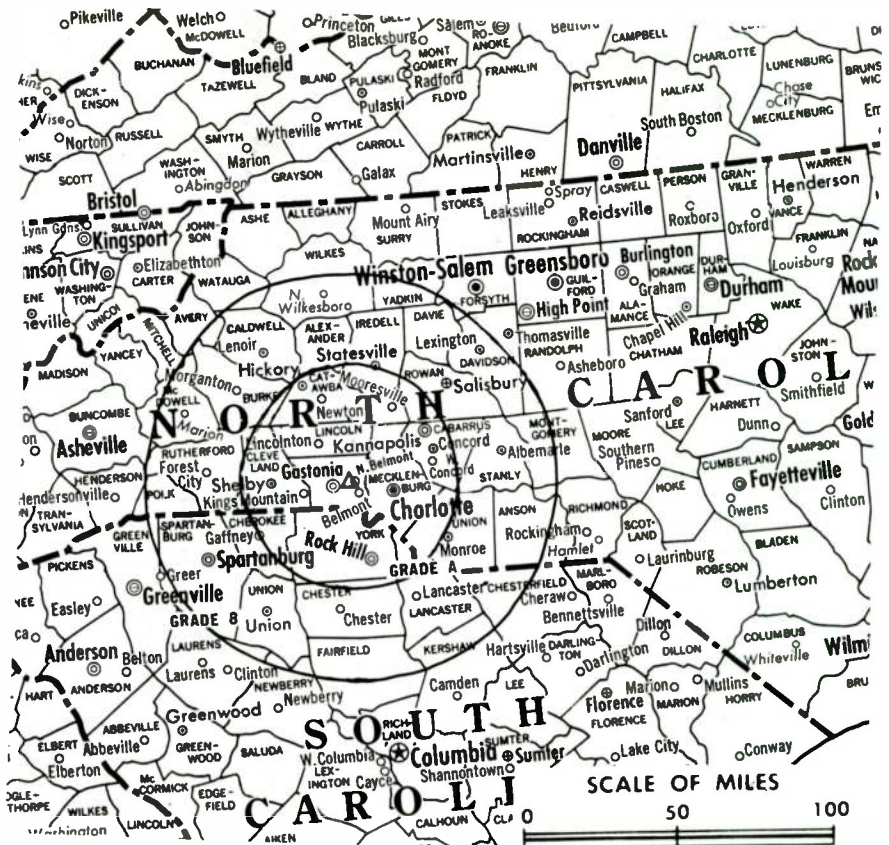 Pikeville
Welch
McDOWELL
Princeton
Blacksburg
Salem
ROANOKE
CAMPBELL
CHARLOTTE
LUNENBURG
BUCHANAN
Bluefield
MONTGOMERY
BLAND
PULASKI
Radford
FRANKLIN
PITTSYLVANIA
HALIFAX
Chase City
MECKLENBURG
DICKENSON
TAZEWELL
Pulaski
FLOYD
Wise
Norton
RUSSELL
SMYTH
Wytheville
WYTHE
South Boston
WISE
Marion
CARROLL
PATRICK
Martinsville
HENRY
Danville
SCOTT
WASHINGTON
Abingdon
GRAYSON
Galax
Bristol
ASHE
ALLEGHANY
STOKES
Spray
CASWELL
PERSON
GRANVILLE
WARREN
Henderson
VANCE
Lynn Gdns.
SULLIVAN
JOHNSON
Mount Airy
SURRY
Leaksville
Reidsville
ROCKINGHAM
Roxboro
Oxford
Kingsport
FRANKLIN
Louisburg
nnson City
Elizabethton
CARTER
WATAUGA
WILKES
Winston-Salem
Greensboro
Burlington
ORANGE
DURHAM
WASHINGTON
N Wilkesboro
YADKIN
FORSYTH
GUILFORD
Graham
Durham
UNICOI
AVERY
CALDWELL
ALEXANDER
IREDELL
DAVIE
High Point
ALAMANCE
Chapel Hill
WAKE
Raleigh
MITCHELL
YANCEY
Lenoir
Statesville
Lexington
Thomasville
DAVIDSON
RANDOLPH
CHATHAM
JOHNSTON
MADISON
Hickory
Asheboro
Smithfield
Morganton
BURKE
CATAWBA
Mooresville
ROWAN
Salisbury
McDOWELL
Newton
NORTH CAROL
Sanford
LEE
HARNETT
Dunn
BUNCOMBE
Marion
Lincolnton
LINCOLN
Kannapolis
CABARRUS
Concord
MONTGOMERY
MOORE
Asheville
RUTHERFORD
CLEVELAND
Gastonia
N. Belmont
W. Concord
Albemarle
STANLY
Southern Pines
CUMBERLAND
SAMPSON
Gold
HENDERSON
Forest City
Shelby
Kings Mountain
MECKLENBURG
Fayetteville
Hendersonville
POLK
Belmont
Charlotte
HOKE
Owens
Clinton
TRANSYLVANIA
SPARTANBURG
CHEROKEE
Gaffney
YORK
UNION
ANSON
RICHMOND
Rockingham
SCOTLAND
BLADEN
GREENVILLE
Rock Hill
Monroe
Hamlet
Laurinburg
PICKENS
Spartanburg
GRADE A
ROBESON
Greer
Lancaster
CHESTERFIELD
Cheraw
MARLBORO
Lumberton
Easley
Greenville
UNION
CHESTER
Chester
LANCASTER
Bennettsville
GRADE B
Union
Dillon
COLUMBUS
Anderson
Belton
LAURENS
FAIRFIELD
KERSHAW
Hartsville
DARLINGTON
DILLON
Whiteville
Wilmi
HART
ANDERSON
Laurens
Clinton
NEWBERRY
LEE
Darlington
BRU
Newberry
Camden
Florence
Marion
Mullins
MARION
HORRY
ABBEVILLE
Greenwood
FLORENCE
ELBERT
Abbeville
GREENWOOD
SALUDA
SOUTH
RICHLAND
SUMTER
Elberton
W. Columbia
Columbia
Sumter
Lake City
Conway
McCORMICK
EDGEFIELD
LEXINGTON
Cayce
Shannontown
OGLETHORPE
CAROLI
WILKES
LINCOLN
AIKEN
CALHOUN
CLA
Washington
SCALE OF MILES
0 50 100